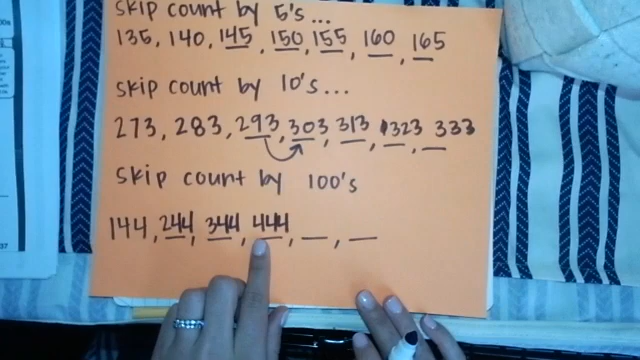 skip count by 5's...
135, 140, 145, 150, 155, 160, 165
skip count by 10's...
273, 283, 293, 303, 313, 323, 333
skip count by 100's
144, 244, 344, 444, __, __
37